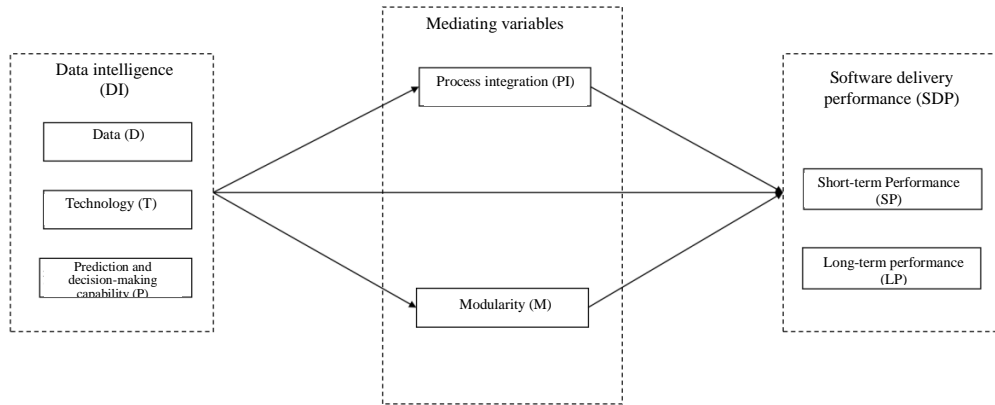 Mediating variables
Data intelligence
(DI)
Data (D)
Technology (T)
Prediction and
decision-making
capability (P)
Process integration (PI)
Modularity (M)
Software delivery
performance (SDP)
Short-term Performance
(SP)
Long-term performance
(LP)